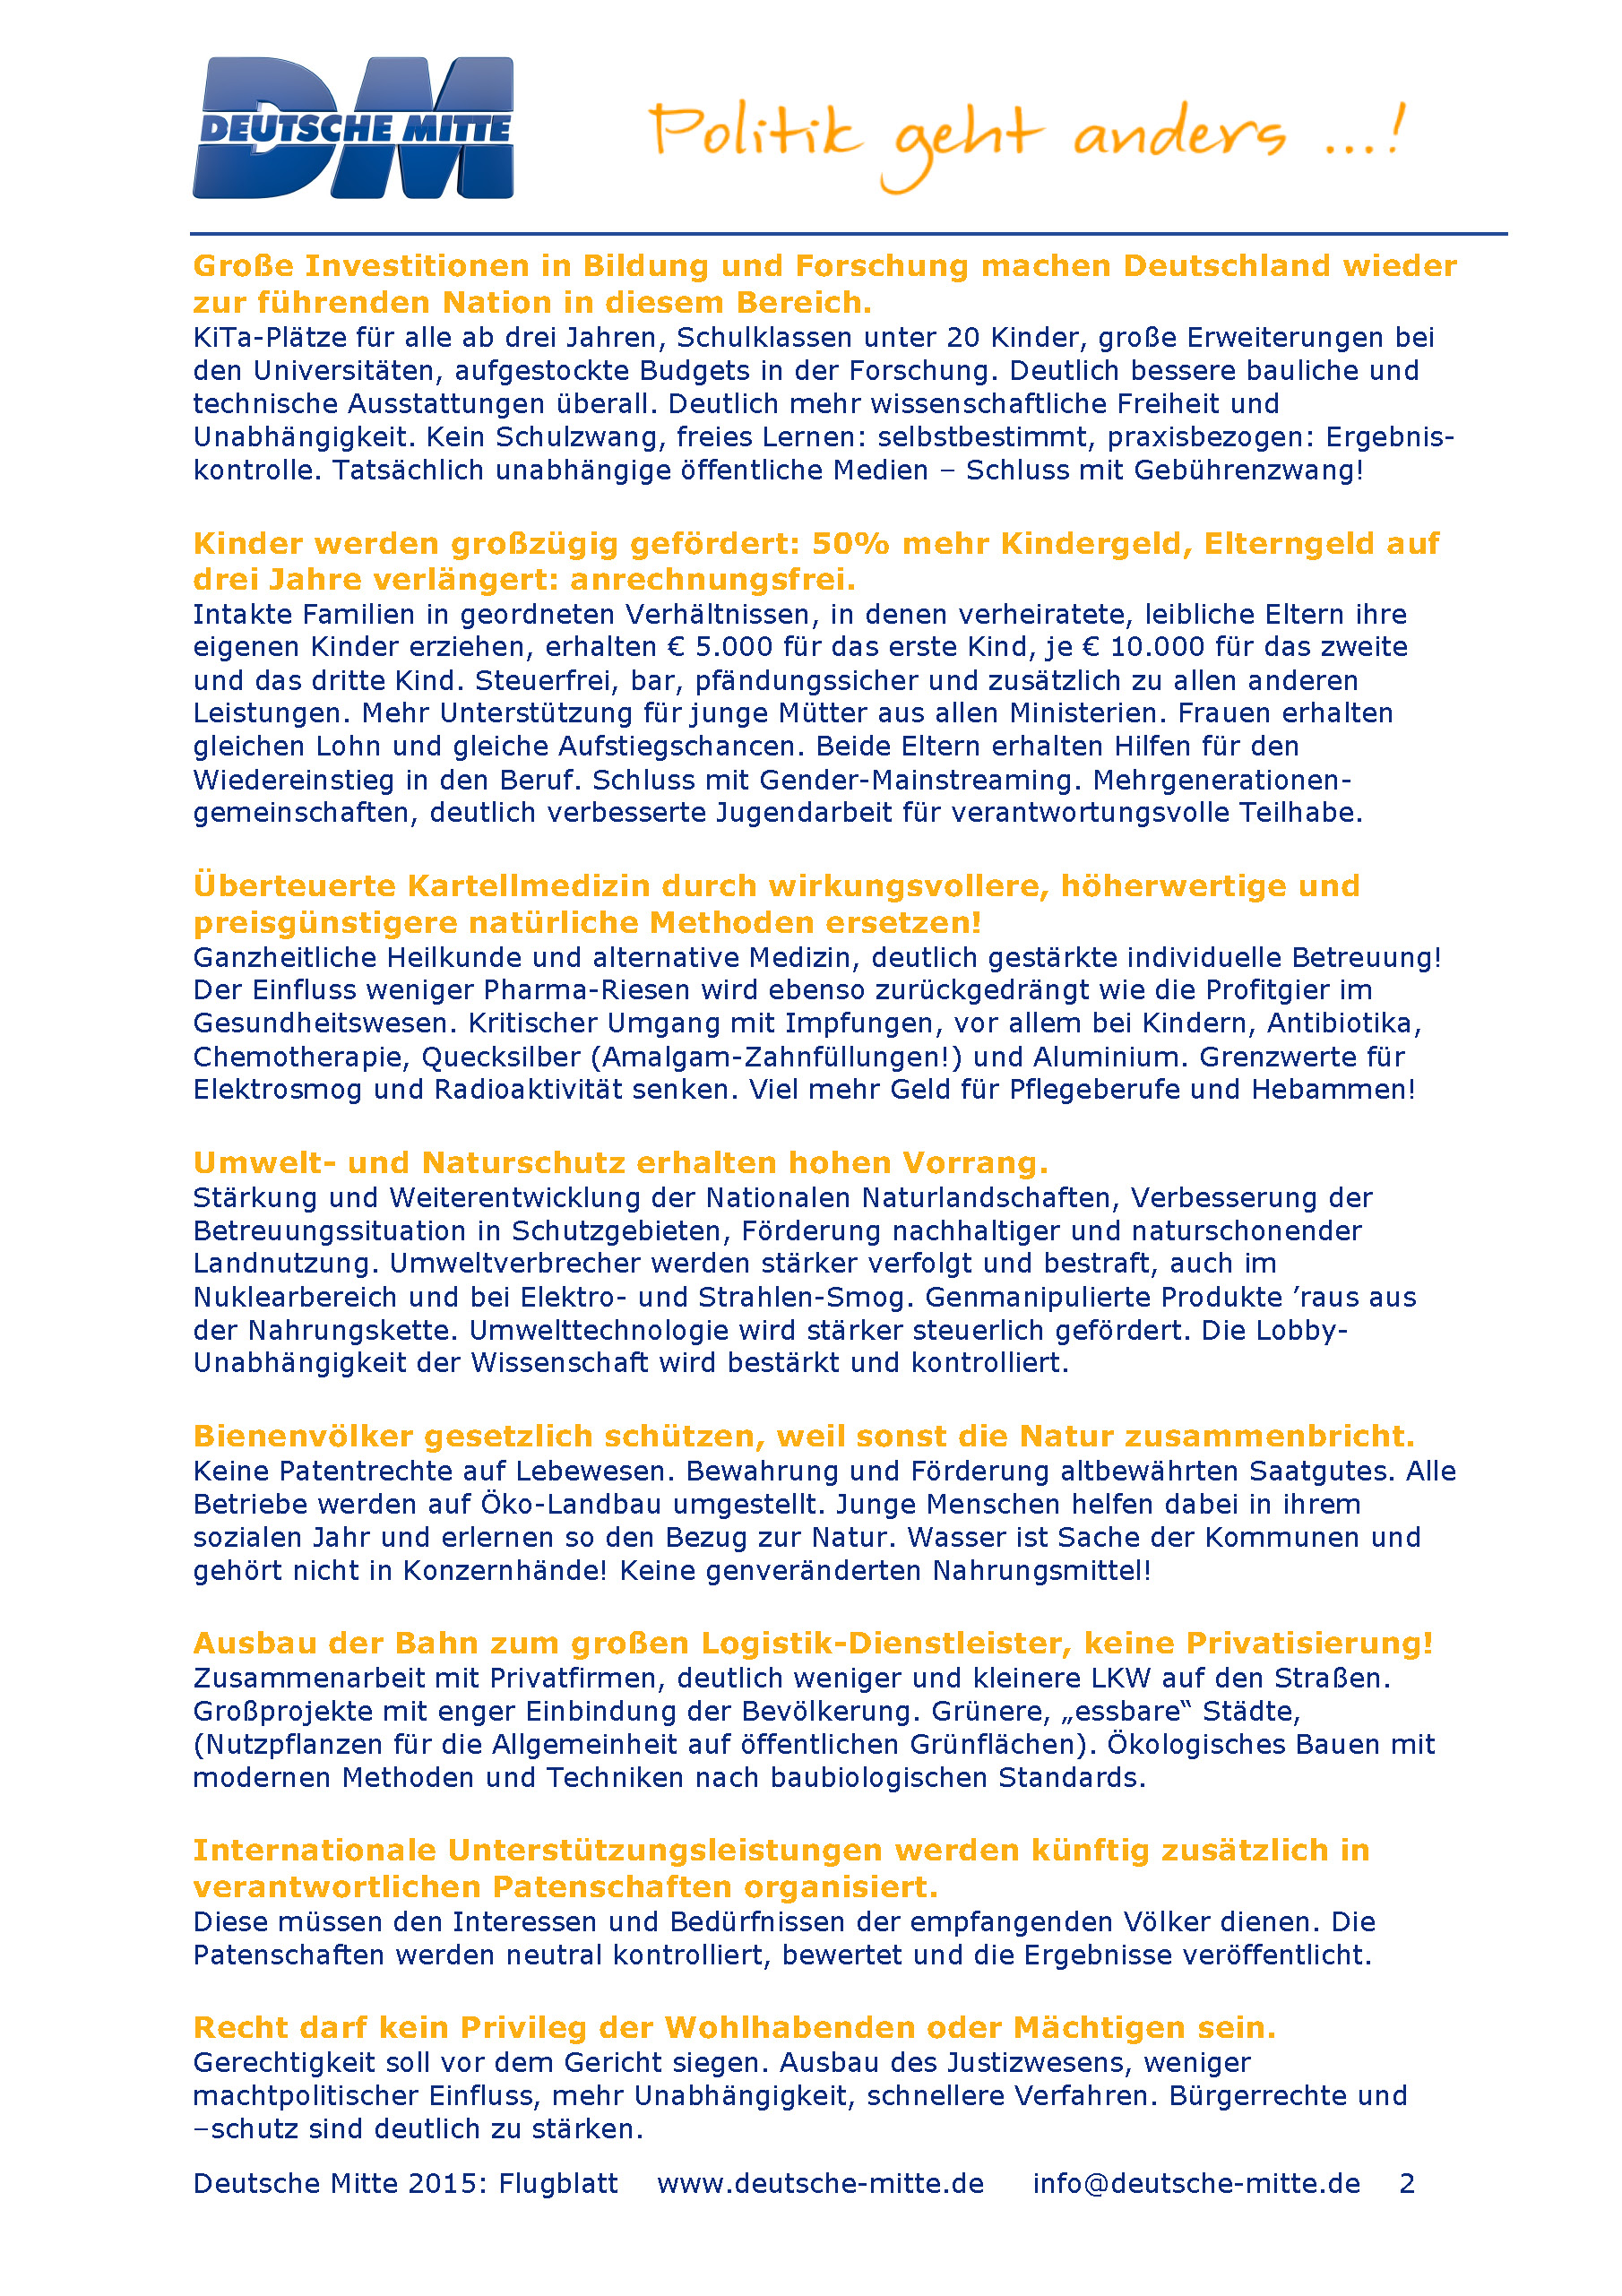 DEUTSCHE MITTE
Politik geht anders ...!
Große Investitionen in Bildung und Forschung machen Deutschland wieder
zur führenden Nation in diesem Bereich.
KiTa-Plätze für alle ab drei Jahren, Schulklassen unter 20 Kinder, große Erweiterungen bei
den Universitäten, aufgestockte Budgets in der Forschung. Deutlich bessere bauliche und
technische Ausstattungen überall. Deutlich mehr wissenschaftliche Freiheit und
Unabhängigkeit. Kein Schulzwang, freies Lernen: selbstbestimmt, praxisbezogen: Ergebnis-
kontrolle. Tatsächlich unabhängige öffentliche Medien – Schluss mit Gebührenzwang!
Kinder werden großzügig gefördert: 50% mehr Kindergeld, Elterngeld auf
drei Jahre verlängert: anrechnungsfrei.
Intakte Familien in geordneten Verhältnissen, in denen verheiratete, leibliche Eltern ihre
eigenen Kinder erziehen, erhalten € 5.000 für das erste Kind, je € 10.000 für das zweite
und das dritte Kind. Steuerfrei, bar, pfändungssicher und zusätzlich zu allen anderen
Leistungen. Mehr Unterstützung für junge Mütter aus allen Ministerien. Frauen erhalten
gleichen Lohn und gleiche Aufstiegschancen. Beide Eltern erhalten Hilfen für den
Wiedereinstieg in den Beruf. Schluss mit Gender-Mainstreaming. Mehrgenerationen-
gemeinschaften, deutlich verbesserte Jugendarbeit für verantwortungsvolle Teilhabe.
Überteuerte Kartellmedizin durch wirkungsvollere, höherwertige und
preisgünstigere natürliche Methoden ersetzen!
Ganzheitliche Heilkunde und alternative Medizin, deutlich gestärkte individuelle Betreuung!
Der Einfluss weniger Pharma-Riesen wird ebenso zurückgedrängt wie die Profitgier im
Gesundheitswesen. Kritischer Umgang mit Impfungen, vor allem bei Kindern, Antibiotika,
Chemotherapie, Quecksilber (Amalgam-Zahnfüllungen!) und Aluminium. Grenzwerte für
Elektrosmog und Radioaktivität senken. Viel mehr Geld für Pflegeberufe und Hebammen!
Umwelt- und Naturschutz erhalten hohen Vorrang.
Stärkung und Weiterentwicklung der Nationalen Naturlandschaften, Verbesserung der
Betreuungssituation in Schutzgebieten, Förderung nachhaltiger und naturschonender
Landnutzung. Umweltverbrecher werden stärker verfolgt und bestraft, auch im
Nuklearbereich und bei Elektro- und Strahlen-Smog. Genmanipulierte Produkte ’raus aus
der Nahrungskette. Umwelttechnologie wird stärker steuerlich gefördert. Die Lobby-
Unabhängigkeit der Wissenschaft wird bestärkt und kontrolliert.
Bienenvölker gesetzlich schützen, weil sonst die Natur zusammenbricht.
Keine Patentrechte auf Lebewesen. Bewahrung und Förderung altbewährten Saatgutes. Alle
Betriebe werden auf Öko-Landbau umgestellt. Junge Menschen helfen dabei in ihrem
sozialen Jahr und erlernen so den Bezug zur Natur. Wasser ist Sache der Kommunen und
gehört nicht in Konzernhände! Keine genveränderten Nahrungsmittel!
Ausbau der Bahn zum großen Logistik-Dienstleister, keine Privatisierung!
Zusammenarbeit mit Privatfirmen, deutlich weniger und kleinere LKW auf den Straßen.
Großprojekte mit enger Einbindung der Bevölkerung. Grünere, „essbare“ Städte,
(Nutzpflanzen für die Allgemeinheit auf öffentlichen Grünflächen). Ökologisches Bauen mit
modernen Methoden und Techniken nach baubiologischen Standards.
Internationale Unterstützungsleistungen werden künftig zusätzlich in
verantwortlichen Patenschaften organisiert.
Diese müssen den Interessen und Bedürfnissen der empfangenden Völker dienen. Die
Patenschaften werden neutral kontrolliert, bewertet und die Ergebnisse veröffentlicht.
Recht darf kein Privileg der Wohlhabenden oder Mächtigen sein.
Gerechtigkeit soll vor dem Gericht siegen. Ausbau des Justizwesens, weniger
machtpolitischer Einfluss, mehr Unabhängigkeit, schnellere Verfahren. Bürgerrechte und
–schutz sind deutlich zu stärken.
Deutsche Mitte 2015: Flugblatt www.deutsche-mitte.de info@deutsche-mitte.de 2